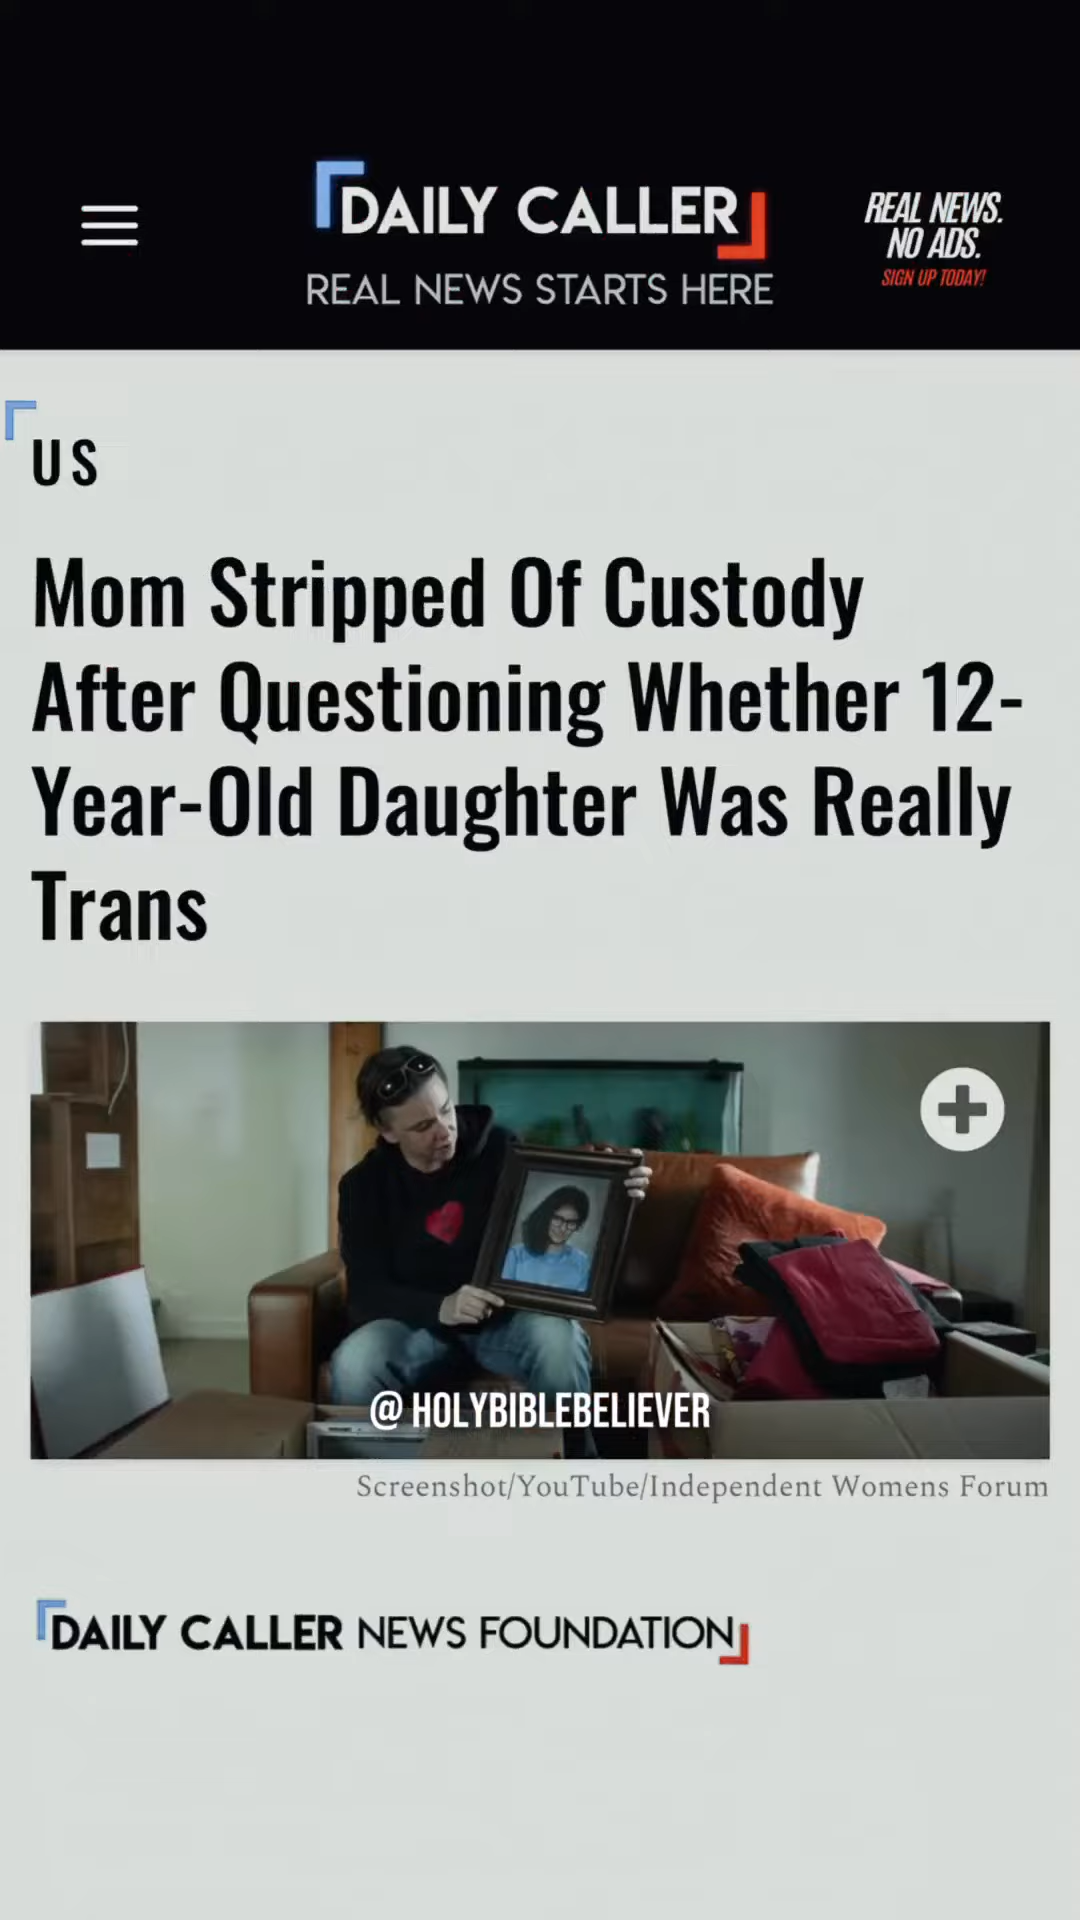 DAILY CALLER
REAL NEWS STARTS HERE
REAL NEWS.
NO ADS.
SIGN UP TODAY!
US
Mom Stripped Of Custody
After Questioning Whether 12-
Year-Old Daughter Was Really
Trans
@HOLYBIBLEBELIEVER
Screenshot/YouTube/Independent Womens Forum
DAILY CALLER NEWS FOUNDATION